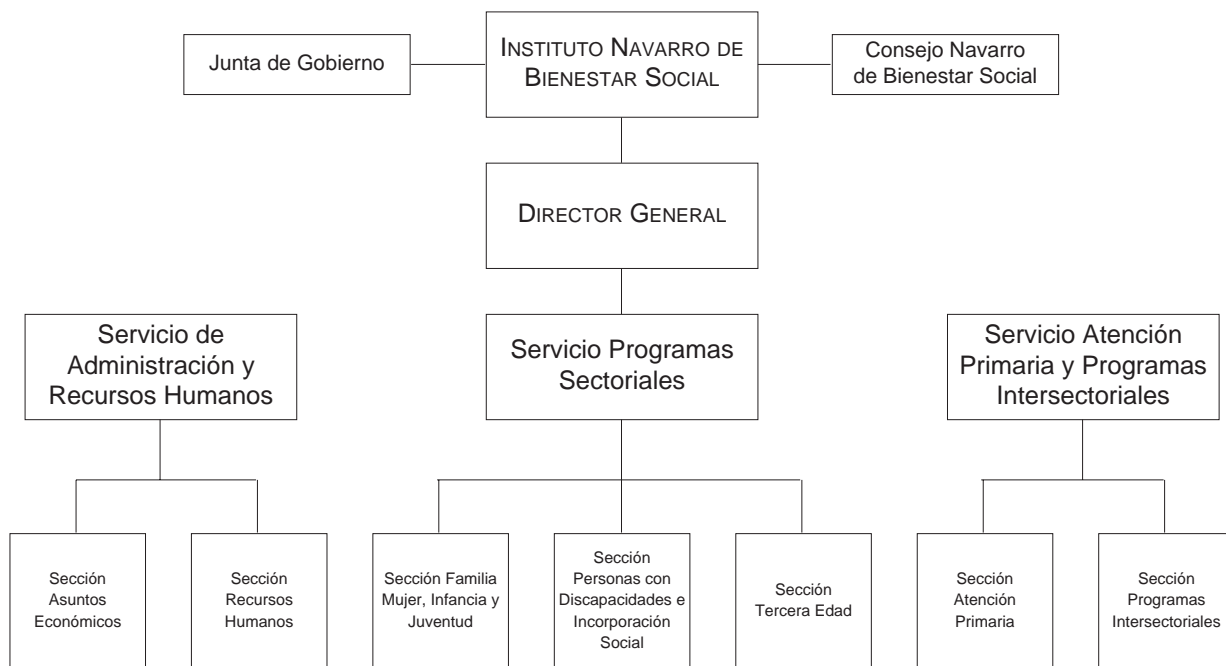 Junta de Gobierno
INSTITUTO NAVARRO DE
BIENESTAR SOCIAL
Consejo Navarro
de Bienestar Social
DIRECTOR GENERAL
Servicio de
Administración y
Recursos Humanos
Servicio Programas
Sectoriales
Servicio Atención
Primaria y Programas
Intersectoriales
Sección
Asuntos
Económicos
Sección
Recursos
Humanos
Sección Familia
Mujer, Infancia y
Juventud
Sección
Personas con
Discapacidades e
Incorporación
Social
Sección
Tercera Edad
Sección
Atención
Primaria
Sección
Programas
Intersectoriales